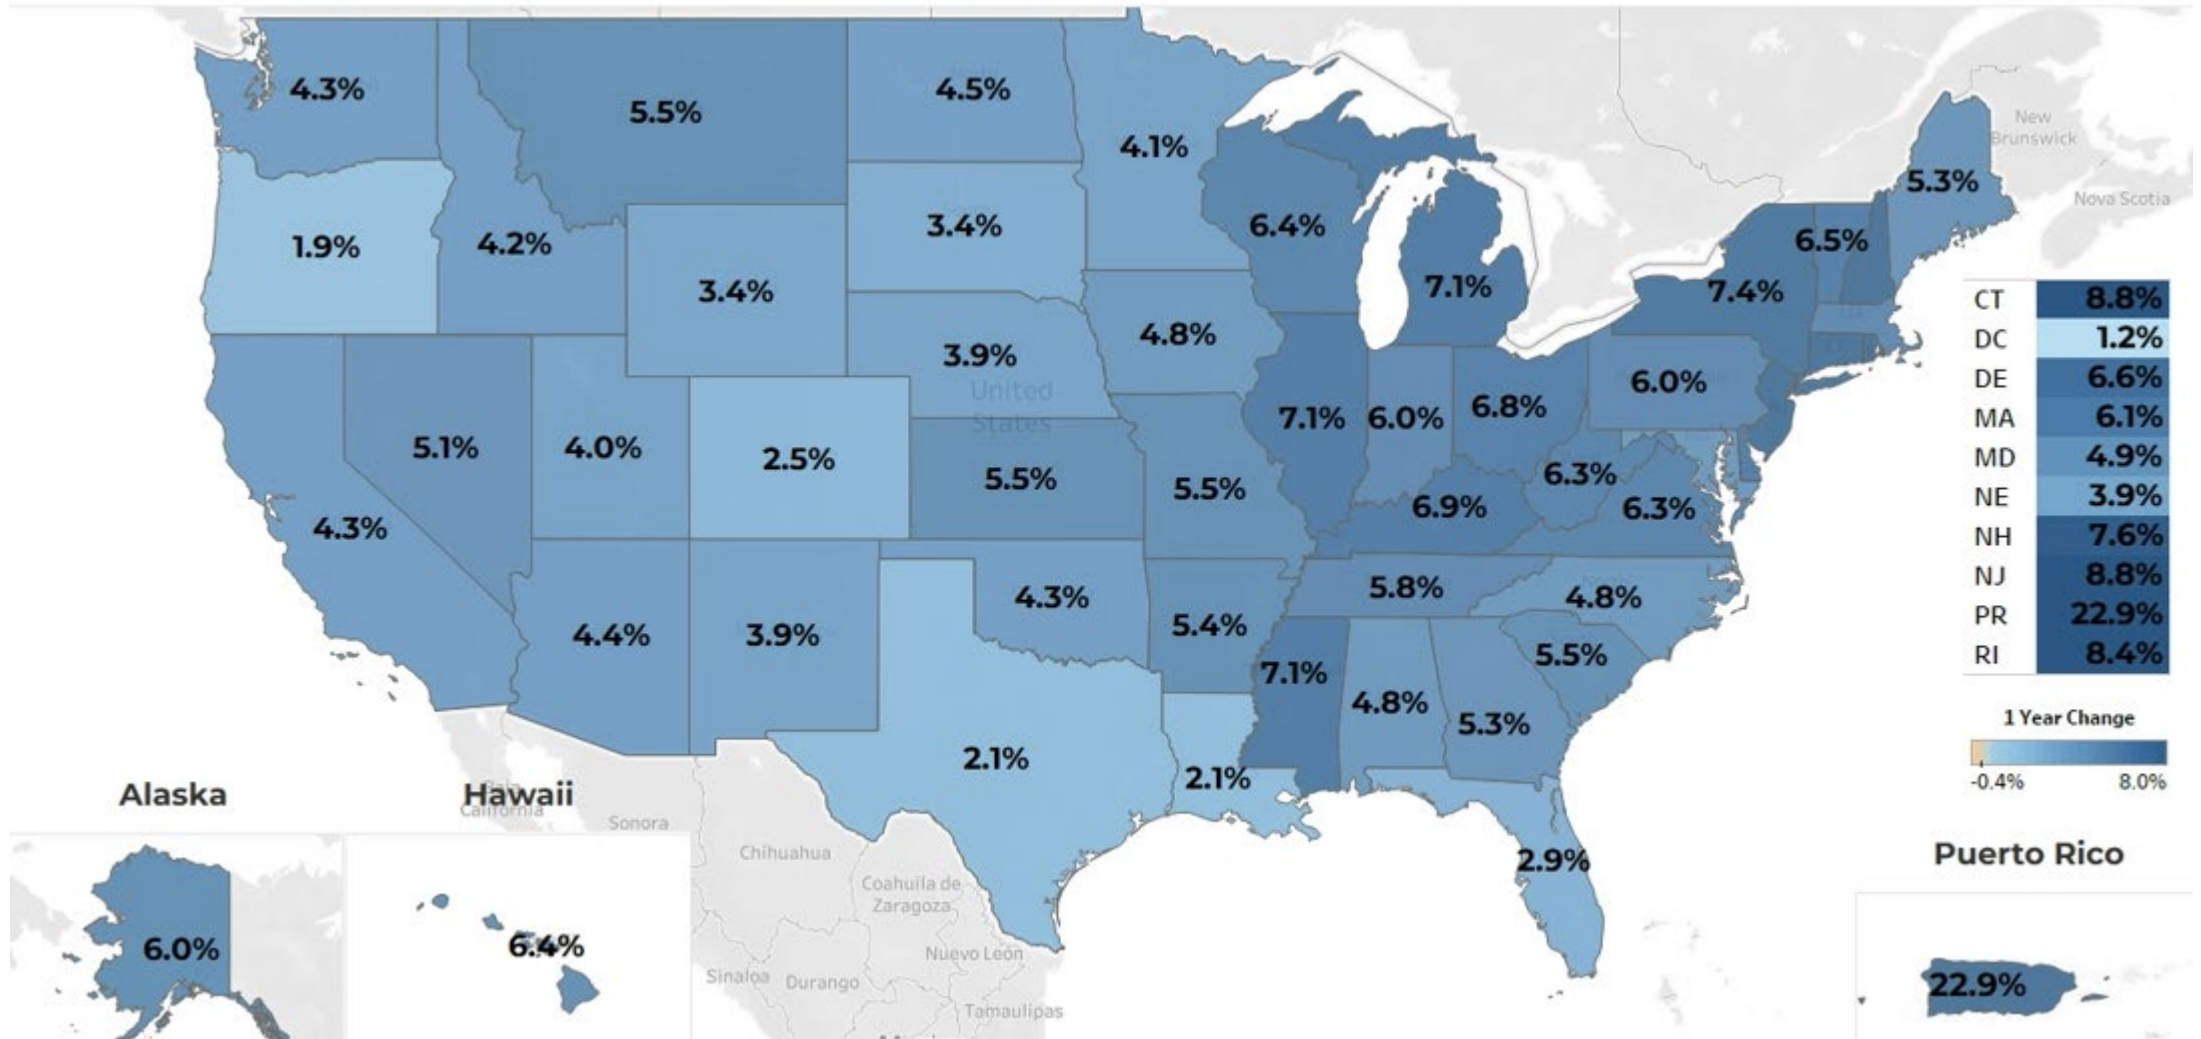 4.3%
4.5%
5.5%
4.1%
New
Brunswick
5.3%
Nova Scotia
1.9%
4.2%
3.4%
6.4%
6.5%
3.4%
7.1%
7.4%
4.8%
3.9%
United
States
6.0%
5.1%
4.0%
2.5%
7.1%
6.0%
6.8%
5.5%
5.5%
6.3%
6.9%
6.3%
4.3%
4.4%
3.9%
4.3%
5.8%
4.8%
5.4%
5.5%
7.1%
4.8%
5.3%
2.1%
2.1%
2.9%
CT 8.8%
DC 1.2%
DE 6.6%
MA 6.1%
MD 4.9%
NE 3.9%
NH 7.6%
NJ 8.8%
PR 22.9%
RI 8.4%
1 Year Change
-0.4% 8.0%
Alaska
Hawaii
Baja
California
Sonora
Chihuahua
Coahuila de
Zaragoza
Nuevo León
Sinaloa
Durango
Tamaulipas
6.0%
6.4%
Puerto Rico
22.9%